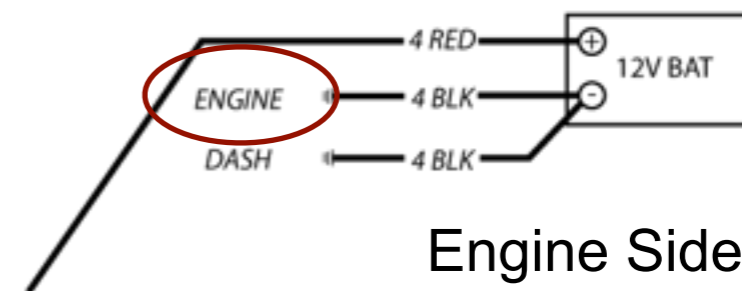 4 RED
12V BAT
ENGINE
4 BLK
DASH
4 BLK
Engine Side